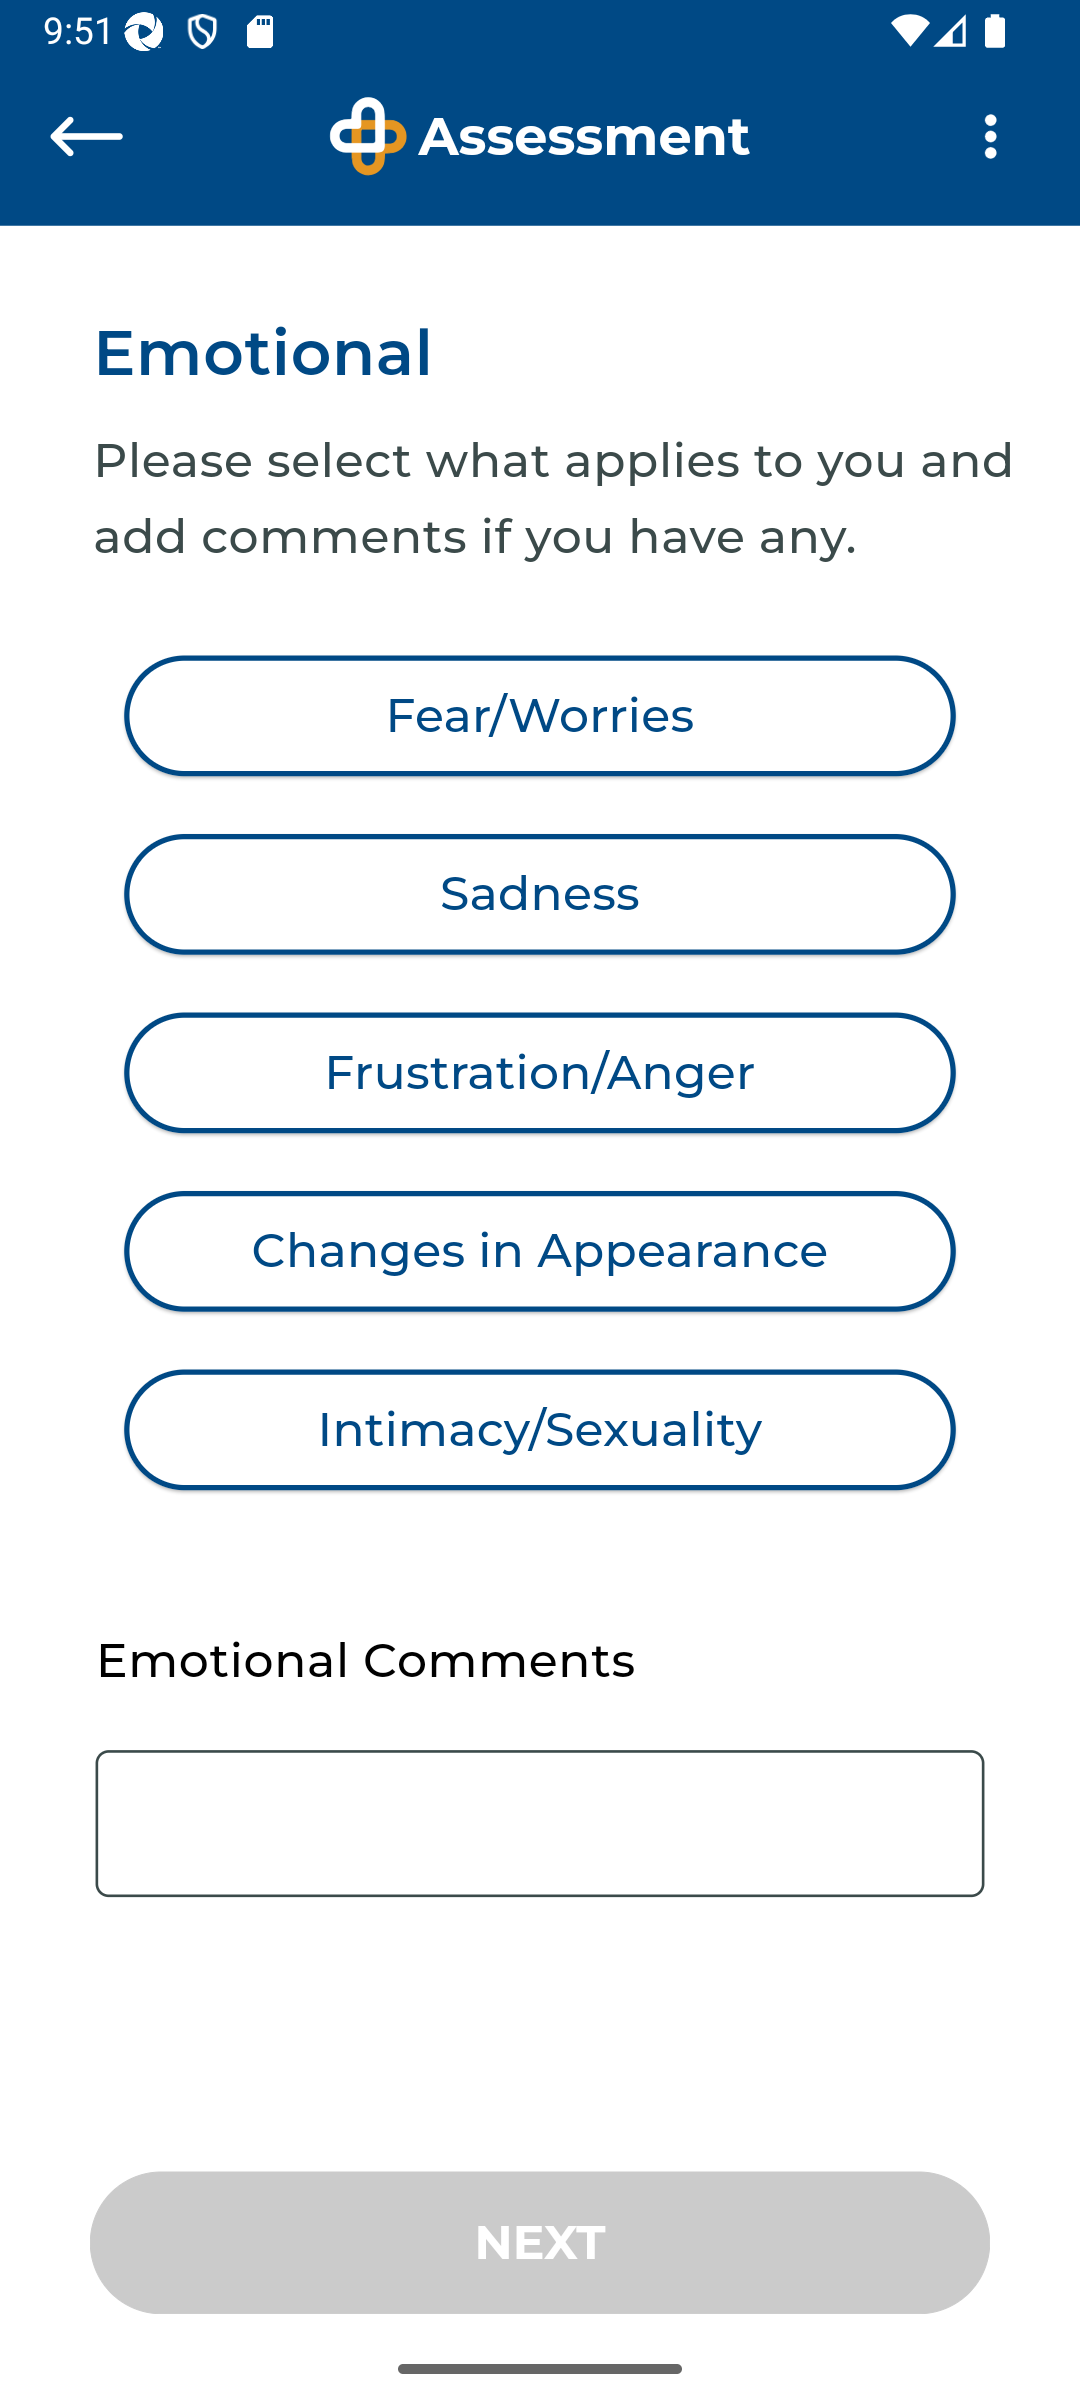 9:51
Assessment
Emotional
Please select what applies to you and
add comments if you have any.
Fear/Worries
Sadness
Frustration/Anger
Changes in Appearance
Intimacy/Sexuality
Emotional Comments
NEXT